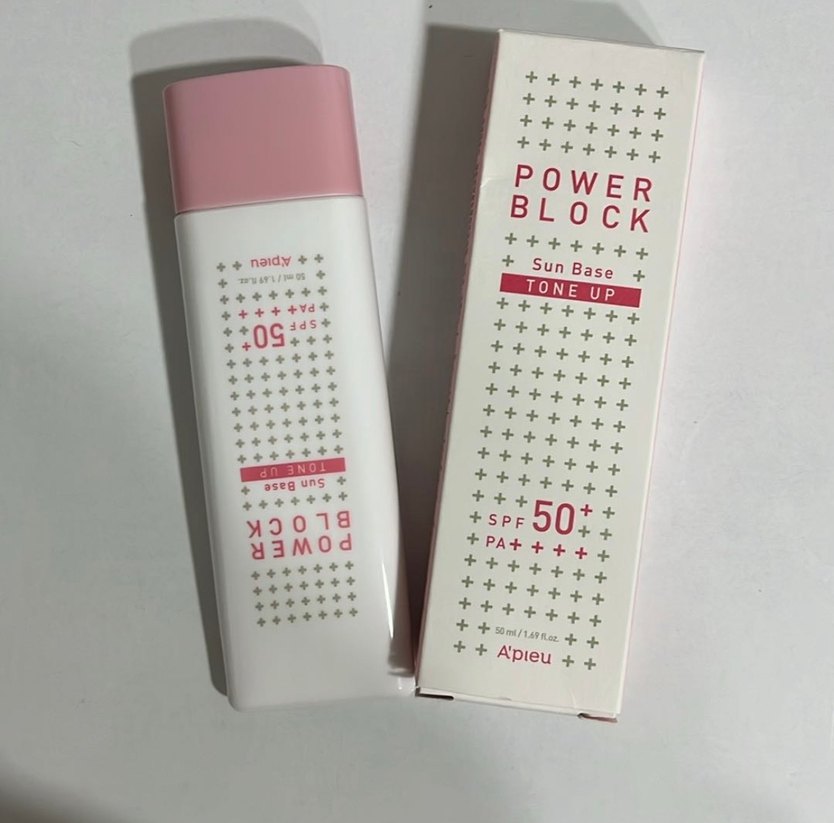 A'pieu
50 ml / 1.69 fl.oz.
PA++++
SPF 50+
TONE UP
Sun Base
POWER
BLOCK
POWER
BLOCK
Sun Base
TONE UP
SPF 50+
PA++++
50 ml / 1.69 fl.oz.
A'pieu